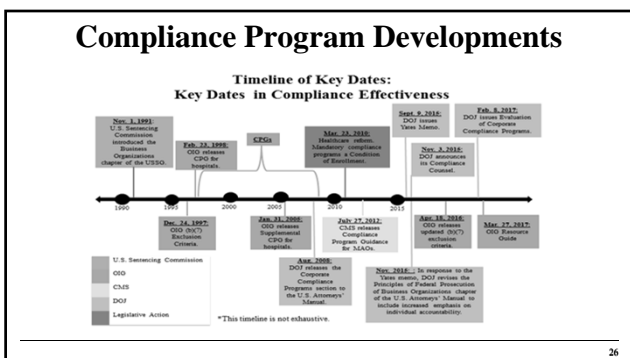 Compliance Program Developments
Timeline of Key Dates:
Key Dates in Compliance Effectiveness
Nov. 1, 1991:
U.S. Sentencing
Commission
introduced the
Business
Organizations
chapter of the USSG.
Feb. 23, 1998:
OIG releases
CPG for
hospitals.
CPGs
Mar. 23, 2010:
Healthcare reform.
Mandatory compliance
programs a Condition
of Enrollment.
Sept. 9, 2015:
DOJ issues
Yates Memo.
Nov. 3, 2015:
DOJ announces
its Compliance
Counsel.
Feb. 8, 2017:
DOJ issues Evaluation
of Corporate
Compliance Programs.
1990
1995
2000
2005
2010
2015
Dec. 24, 1997:
OIG (b)(7)
Exclusion
Criteria.
Jan. 31, 2005:
OIG releases
Supplemental
CPG for
hospitals.
Aug. 2008:
DOJ releases the
Corporate
Compliance
Programs section to
the U.S. Attorneys'
Manual.
July 27, 2012:
CMS releases
Compliance
Program Guidance
for MAOs.
Apr. 18, 2016:
OIG releases
updated (b)(7)
exclusion
criteria.
Mar. 27, 2017:
OIG Resource
Guide
Nov. 2015: : In response to the
Yates memo, DOJ revises the
Principles of Federal Prosecution
of Business Organizations chapter
of the U.S. Attorneys' Manual to
include increased emphasis on
individual accountability.
U.S. Sentencing Commission
OIG
CMS
DOJ
Legislative Action
*This timeline is not exhaustive.
26